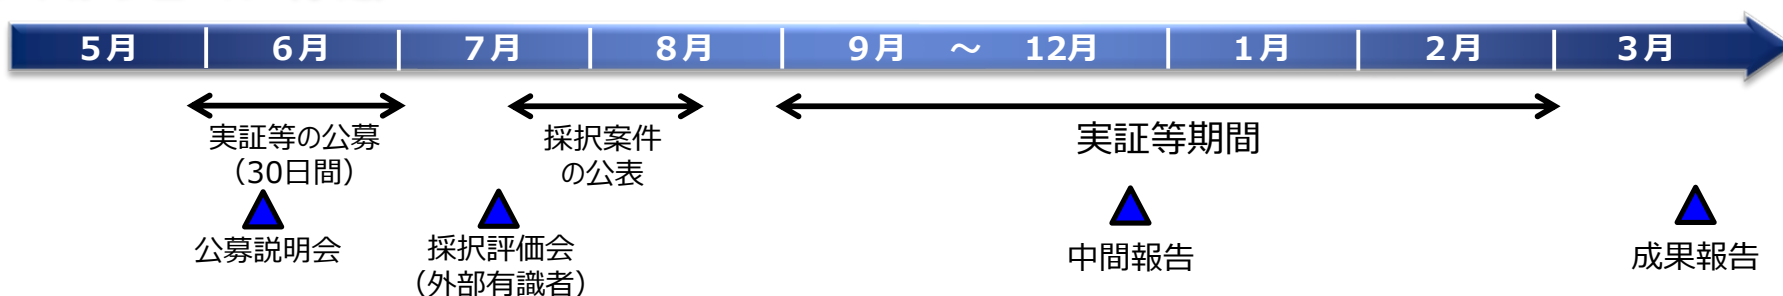 5月 6月 7月 8月 9月 ～ 12月 1月 2月 3月
実証等の公募
（30日間）
採択案件
の公表
実証等期間
公募説明会
採択評価会
（外部有識者）
中間報告
成果報告